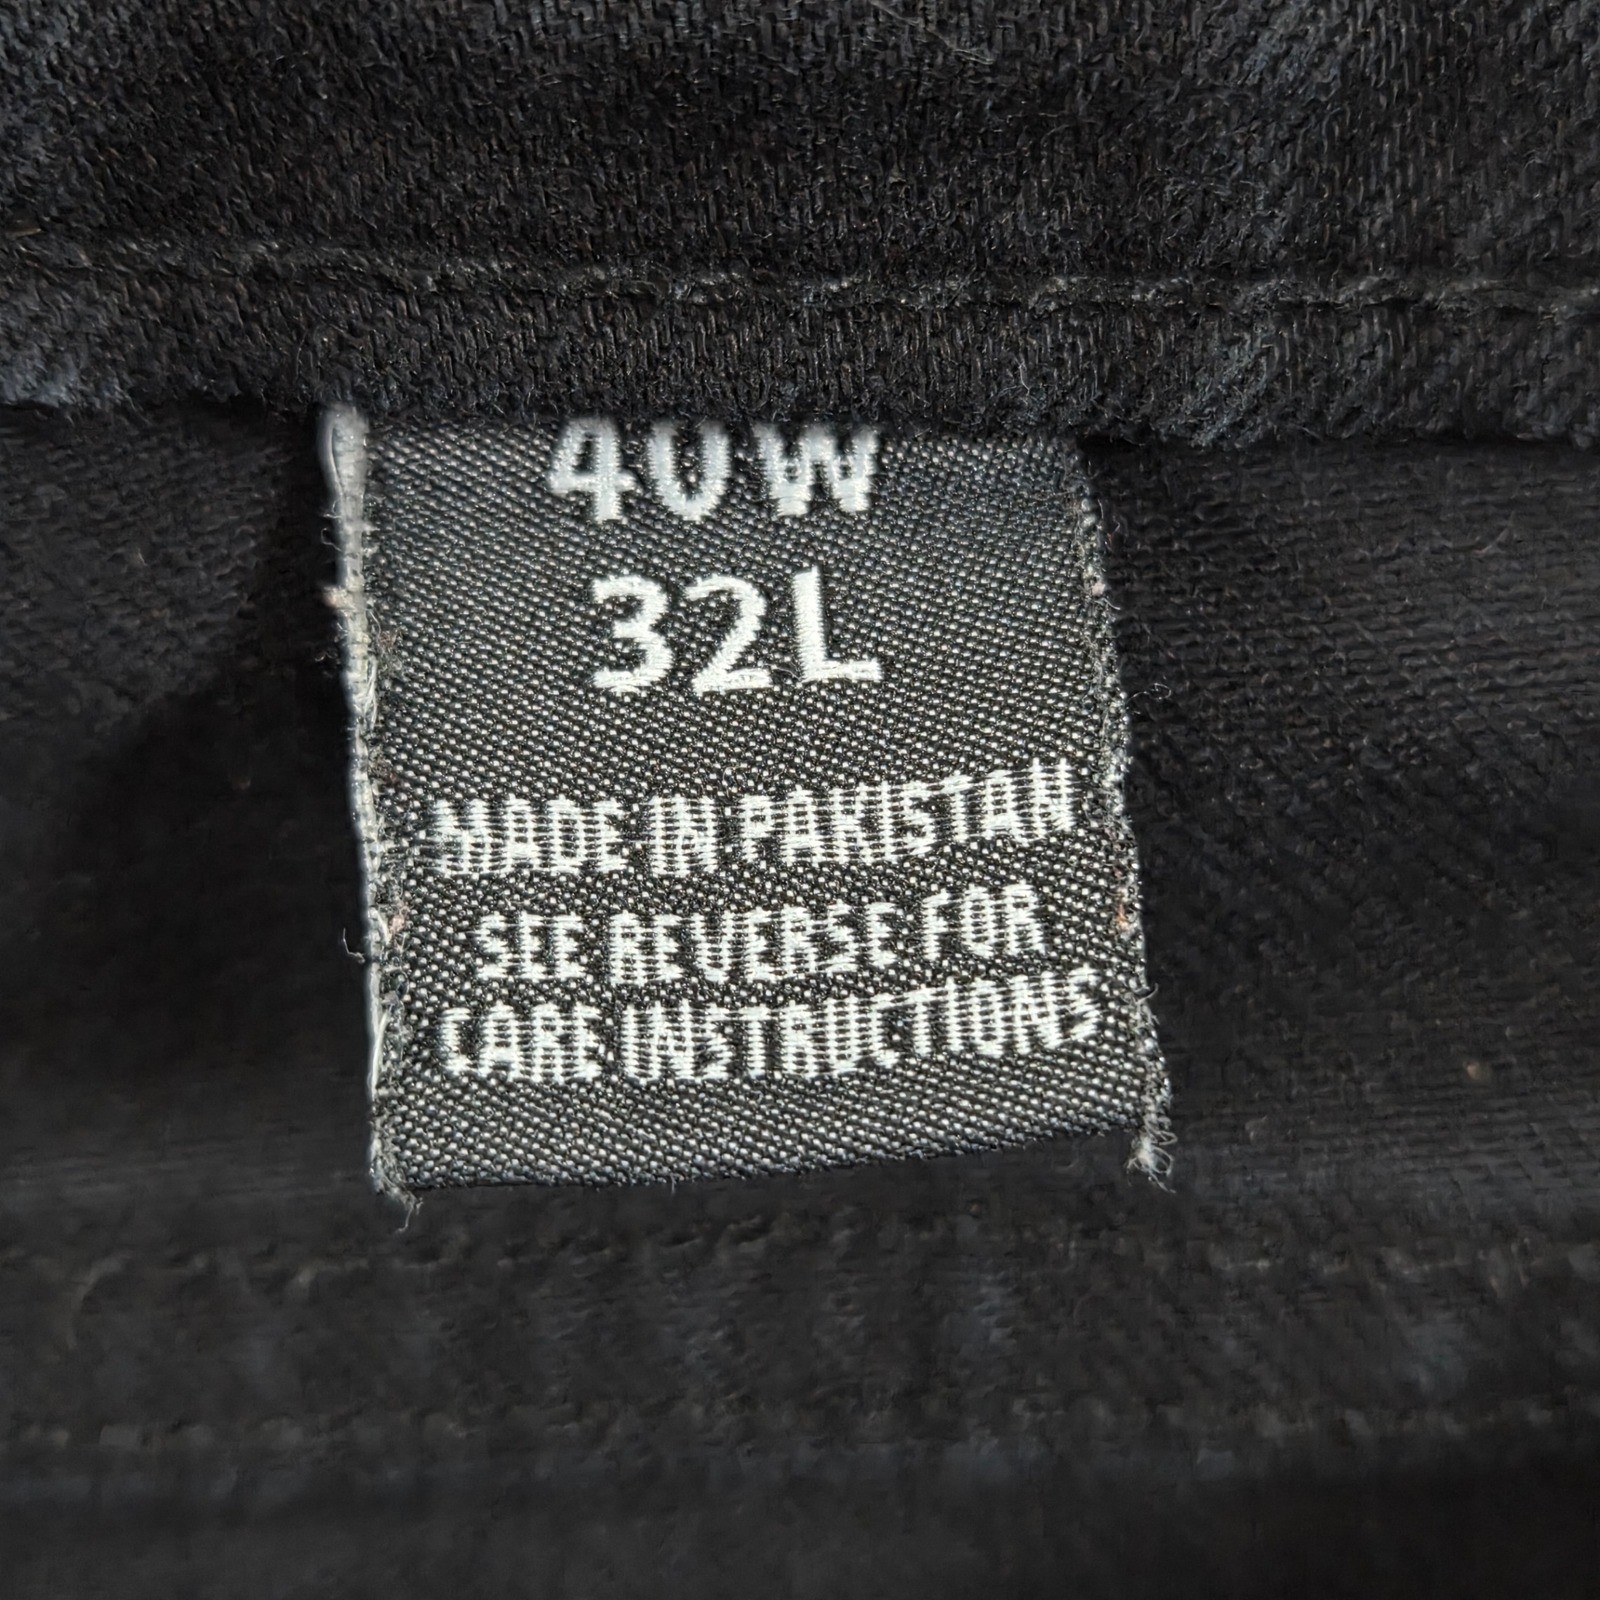 40W
32L
MADE IN PAKISTAN
SEE REVERSE FOR
CARE INSTRUCTIONS